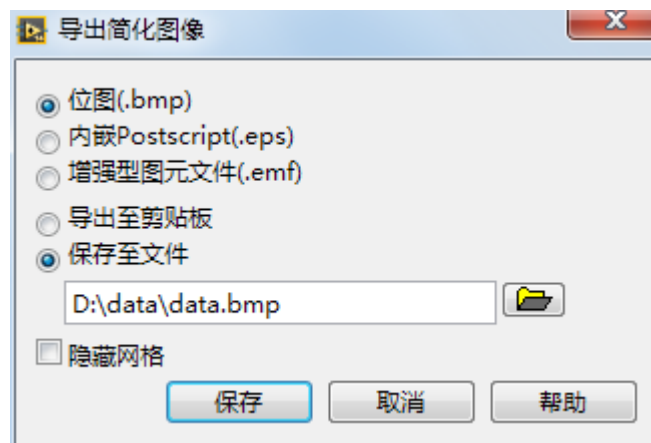 导出简化图像
位图(.bmp)
内嵌Postscript(.eps)
增强型图元文件(.emf)
导出至剪贴板
保存至文件
D:\data\data.bmp
隐藏网格
保存 取消 帮助